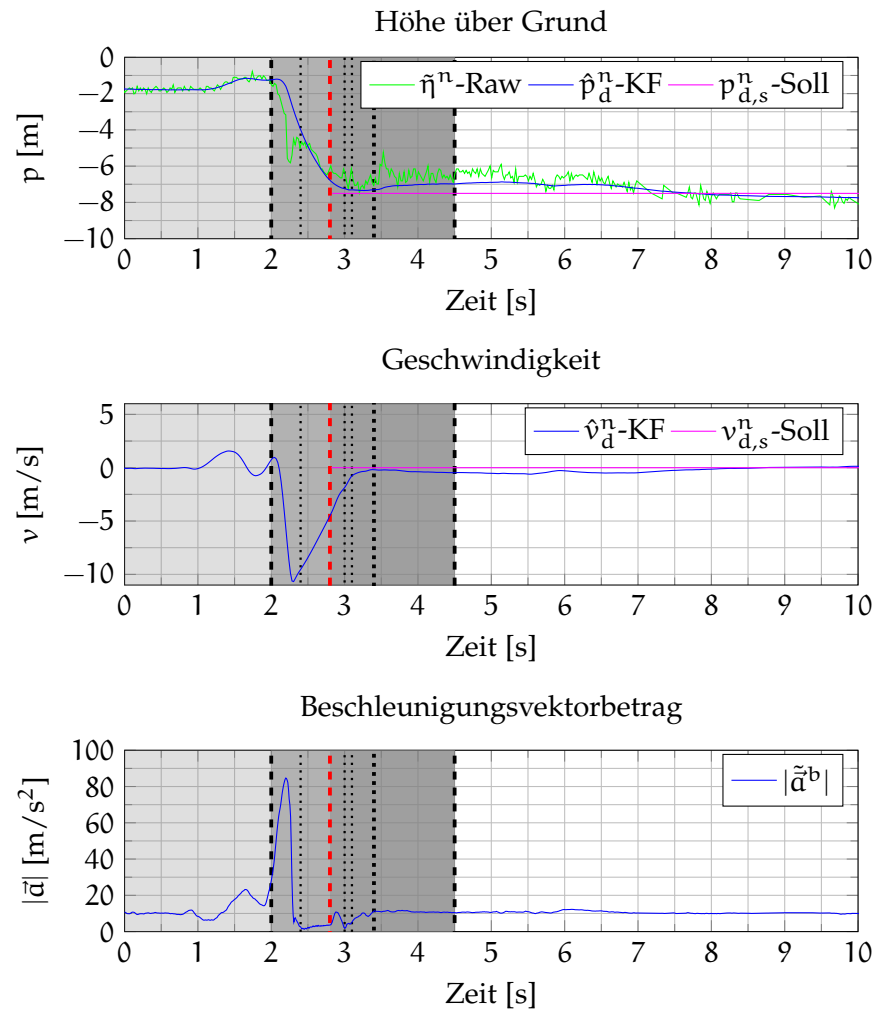 Höhe über Grund
η̃ⁿ-Raw p̂ⁿ_d-KF pⁿ_d,s-Soll
0
−2
−4
−6
−8
−10
p [m]
0 1 2 3 4 5 6 7 8 9 10
Zeit [s]
Geschwindigkeit
v̂ⁿ_d-KF vⁿ_d,s-Soll
5
0
−5
−10
v [m/s]
0 1 2 3 4 5 6 7 8 9 10
Zeit [s]
Beschleunigungsvektorbetrag
|ã⃗ᵇ|
100
80
60
40
20
0
|a⃗| [m/s²]
0 1 2 3 4 5 6 7 8 9 10
Zeit [s]